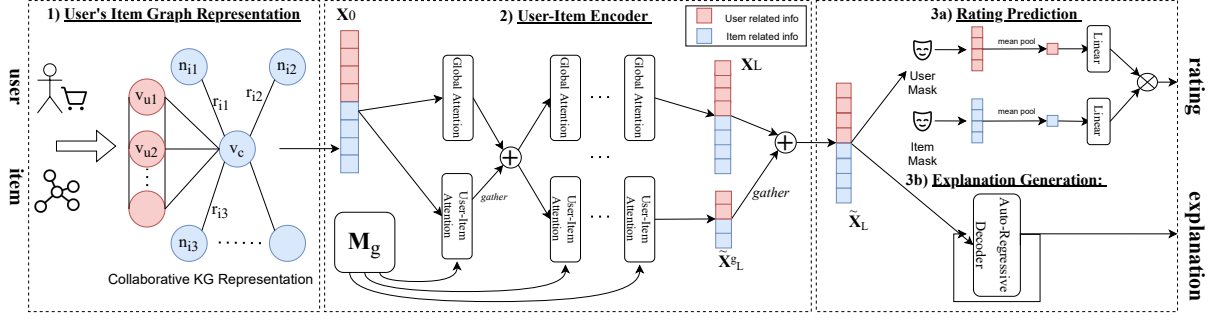 1) User's Item Graph Representation
user
item
v_u1
v_u2
n_i1
n_i2
r_i1
r_i2
v_c
r_i3
n_i3
Collaborative KG Representation
X_0
2) User-Item Encoder
User related info
Item related info
Global Attention
Global Attention
Global Attention
User-Item Attention
User-Item Attention
User-Item Attention
gather
M_g
X_L
gather
X̃^g_L
3a) Rating Prediction
User Mask
mean pool
Linear
Item Mask
mean pool
Linear
rating
X̃_L
3b) Explanation Generation:
Auto-Regressive Decoder
explanation